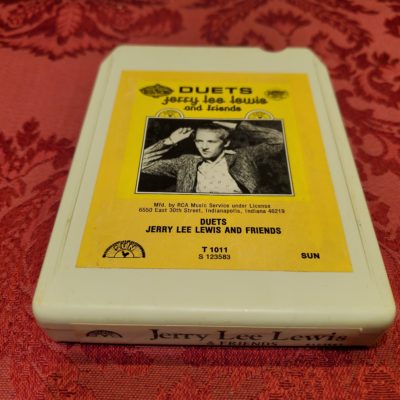 DUETS
jerry lee lewis
and friends
Mfd. by RCA Music Service under License
6550 East 30th Street, Indianapolis, Indiana 46219
DUETS
JERRY LEE LEWIS AND FRIENDS
T 1011
S 123583
SUN
Jerry Lee Lewis
& FRIENDS